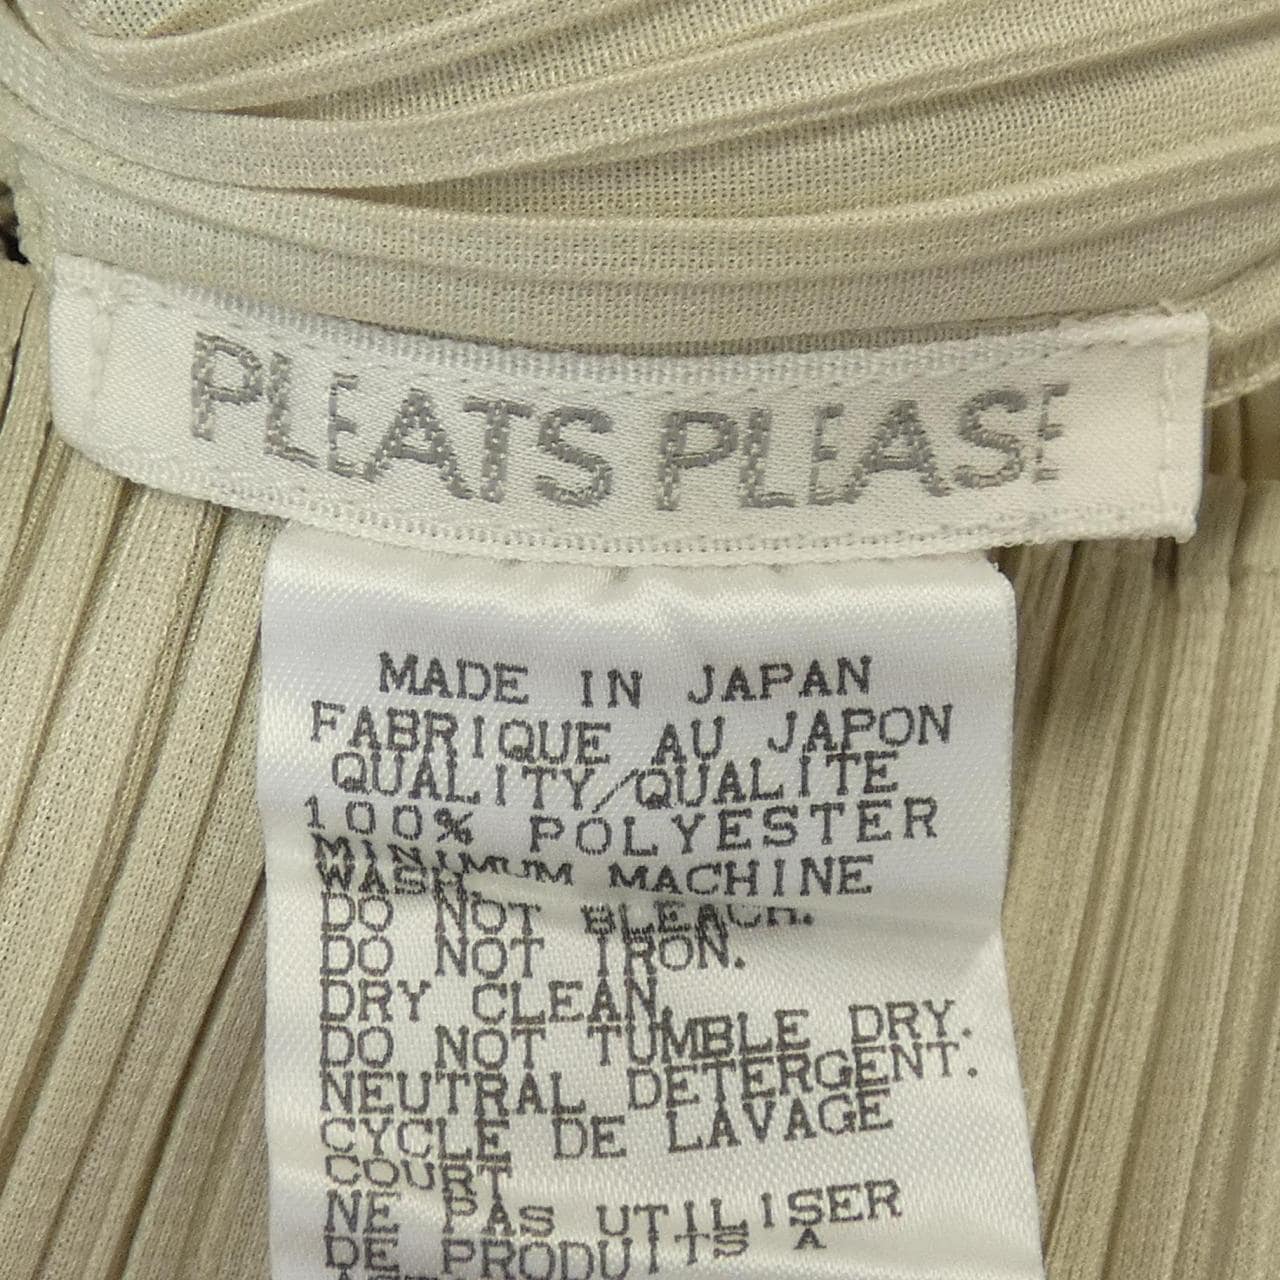 PLEATS PLEASE
MADE IN JAPAN
FABRIQUE AU JAPON
QUALITY/QUALITE
100% POLYESTER
MINIMUM MACHINE
WASH.
DO NOT BLEACH.
DO NOT IRON.
DRY CLEAN.
DO NOT TUMBLE DRY.
NEUTRAL DETERGENT.
CYCLE DE LAVAGE
COURT
NE PAS UTILISER
DE PRODUITS A